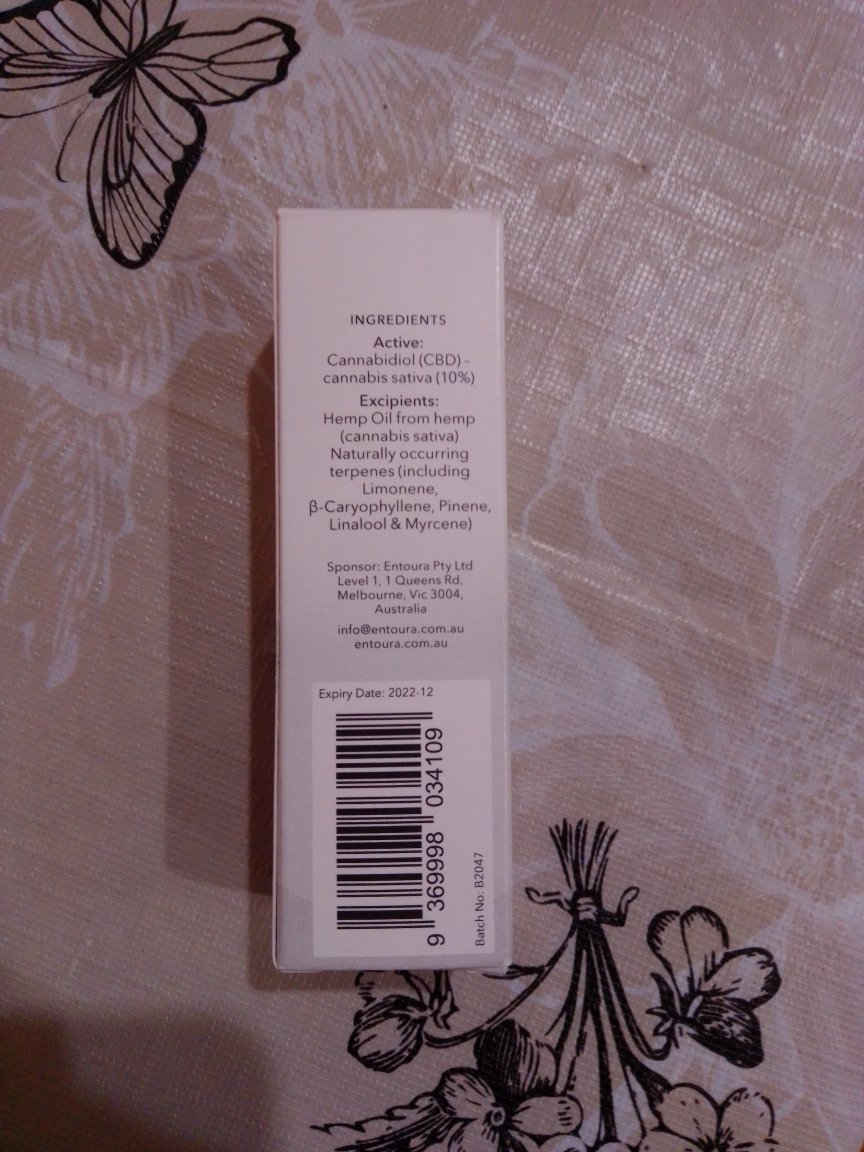 INGREDIENTS
Active:
Cannabidiol (CBD) –
cannabis sativa (10%)
Excipients:
Hemp Oil from hemp
(cannabis sativa)
Naturally occurring
terpenes (including
Limonene,
β-Caryophyllene, Pinene,
Linalool & Myrcene)
Sponsor: Entoura Pty Ltd
Level 1, 1 Queens Rd,
Melbourne, Vic 3004,
Australia
info@entoura.com.au
entoura.com.au
Expiry Date: 2022-12
9 369998 034109
Batch No: B2047